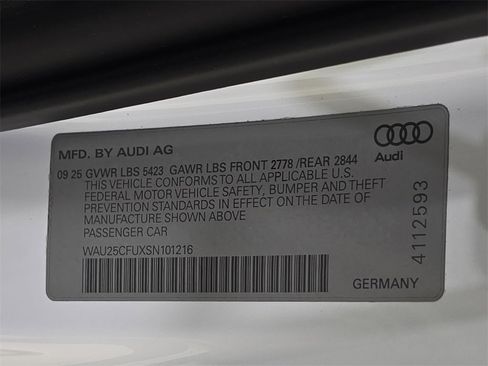 MFD. BY AUDI AG
Audi
09 25 GVWR LBS 5423 GAWR LBS FRONT 2778 /REAR 2844
THIS VEHICLE CONFORMS TO ALL APPLICABLE U.S.
FEDERAL MOTOR VEHICLE SAFETY, BUMPER AND THEFT
PREVENTION STANDARDS IN EFFECT ON THE DATE OF
MANUFACTURE SHOWN ABOVE
PASSENGER CAR
WAU25CFUXSN101216
4112593
GERMANY